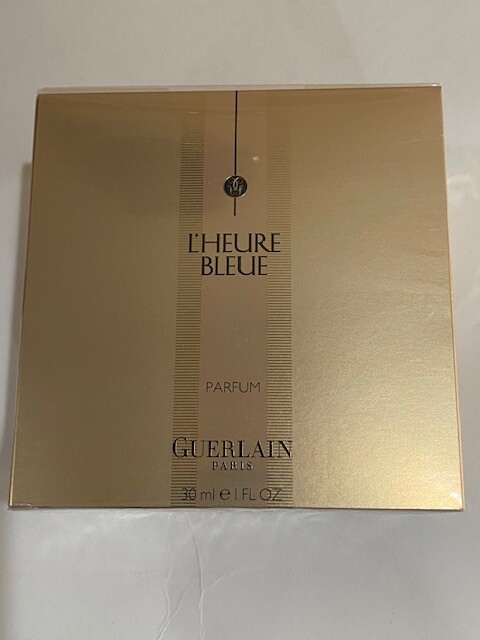 L'HEURE
BLEUE
PARFUM
GUERLAIN
PARIS
30 ml ℮ 1 FL OZ